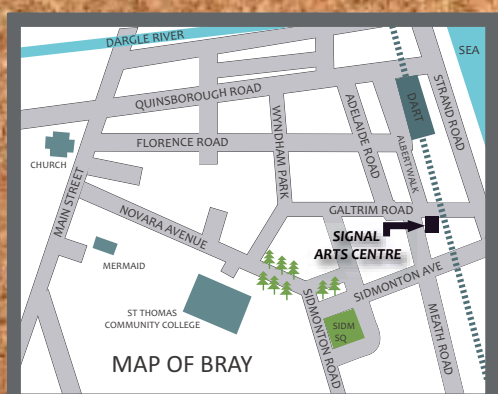 DARGLE RIVER
SEA
QUINSBOROUGH ROAD
DART
STRAND ROAD
FLORENCE ROAD
WYNDHAM PARK
ADELAIDE ROAD
ALBERT WALK
CHURCH
MAIN STREET
NOVARA AVENUE
GALTRIM ROAD
SIGNAL
ARTS CENTRE
MERMAID
SIDMONTON AVE
ST THOMAS
COMMUNITY COLLEGE
SIDMONTON ROAD
SIDM
SQ
MEATH ROAD
MAP OF BRAY